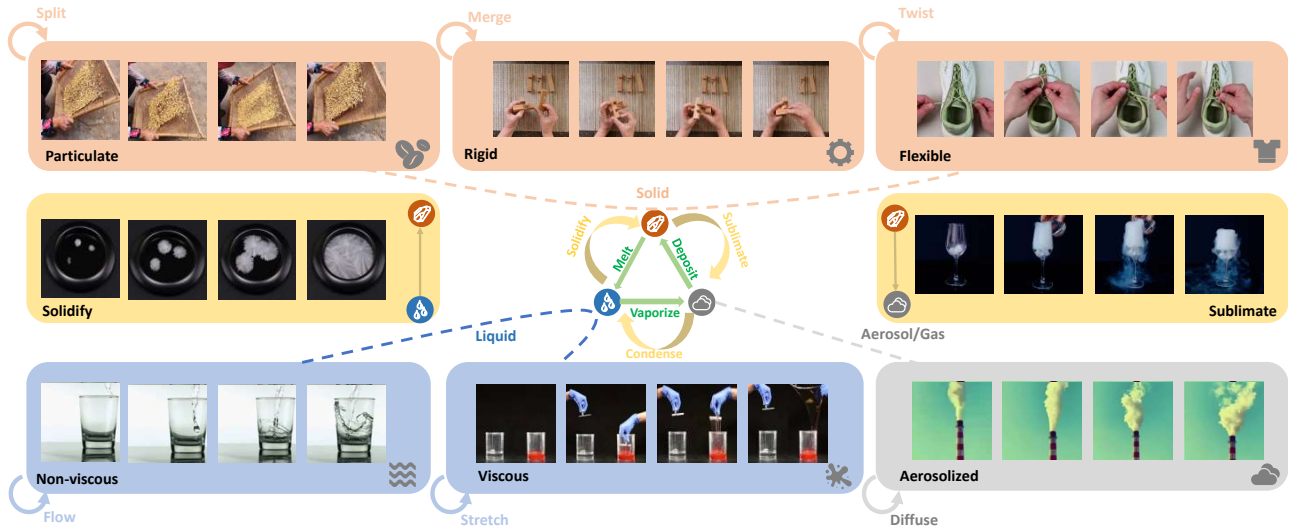 Split
Merge
Twist
Particulate
Rigid
Flexible
Solid
Solidify
Sublimate
Melt
Deposit
Vaporize
Condense
Solidify
Sublimate
Liquid
Aerosol/Gas
Non-viscous
Viscous
Aerosolized
Flow
Stretch
Diffuse